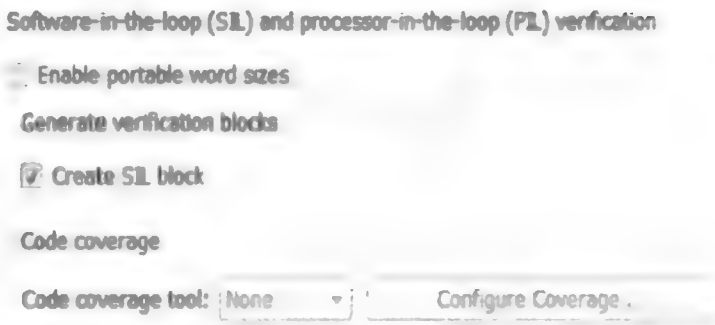 Software-in-the-loop (SIL) and processor-in-the-loop (PIL) verification
Enable portable word sizes
Generate verification blocks
Create SIL block
Code coverage
Code coverage tool: None Configure Coverage .